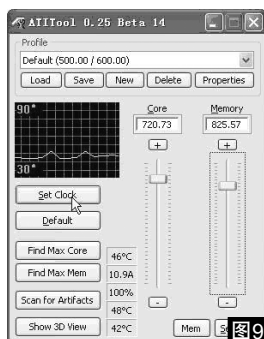 ATITool 0.25 Beta 14
Profile
Default (500.00 / 600.00)
Load Save New Delete Properties
90°
30°
Core Memory
720.73 825.57
Set Clock
Default
Find Max Core 46°C
Find Max Mem 10.9A
Scan for Artifacts 100%
48°C
Show 3D View 42°C
Mem
图9